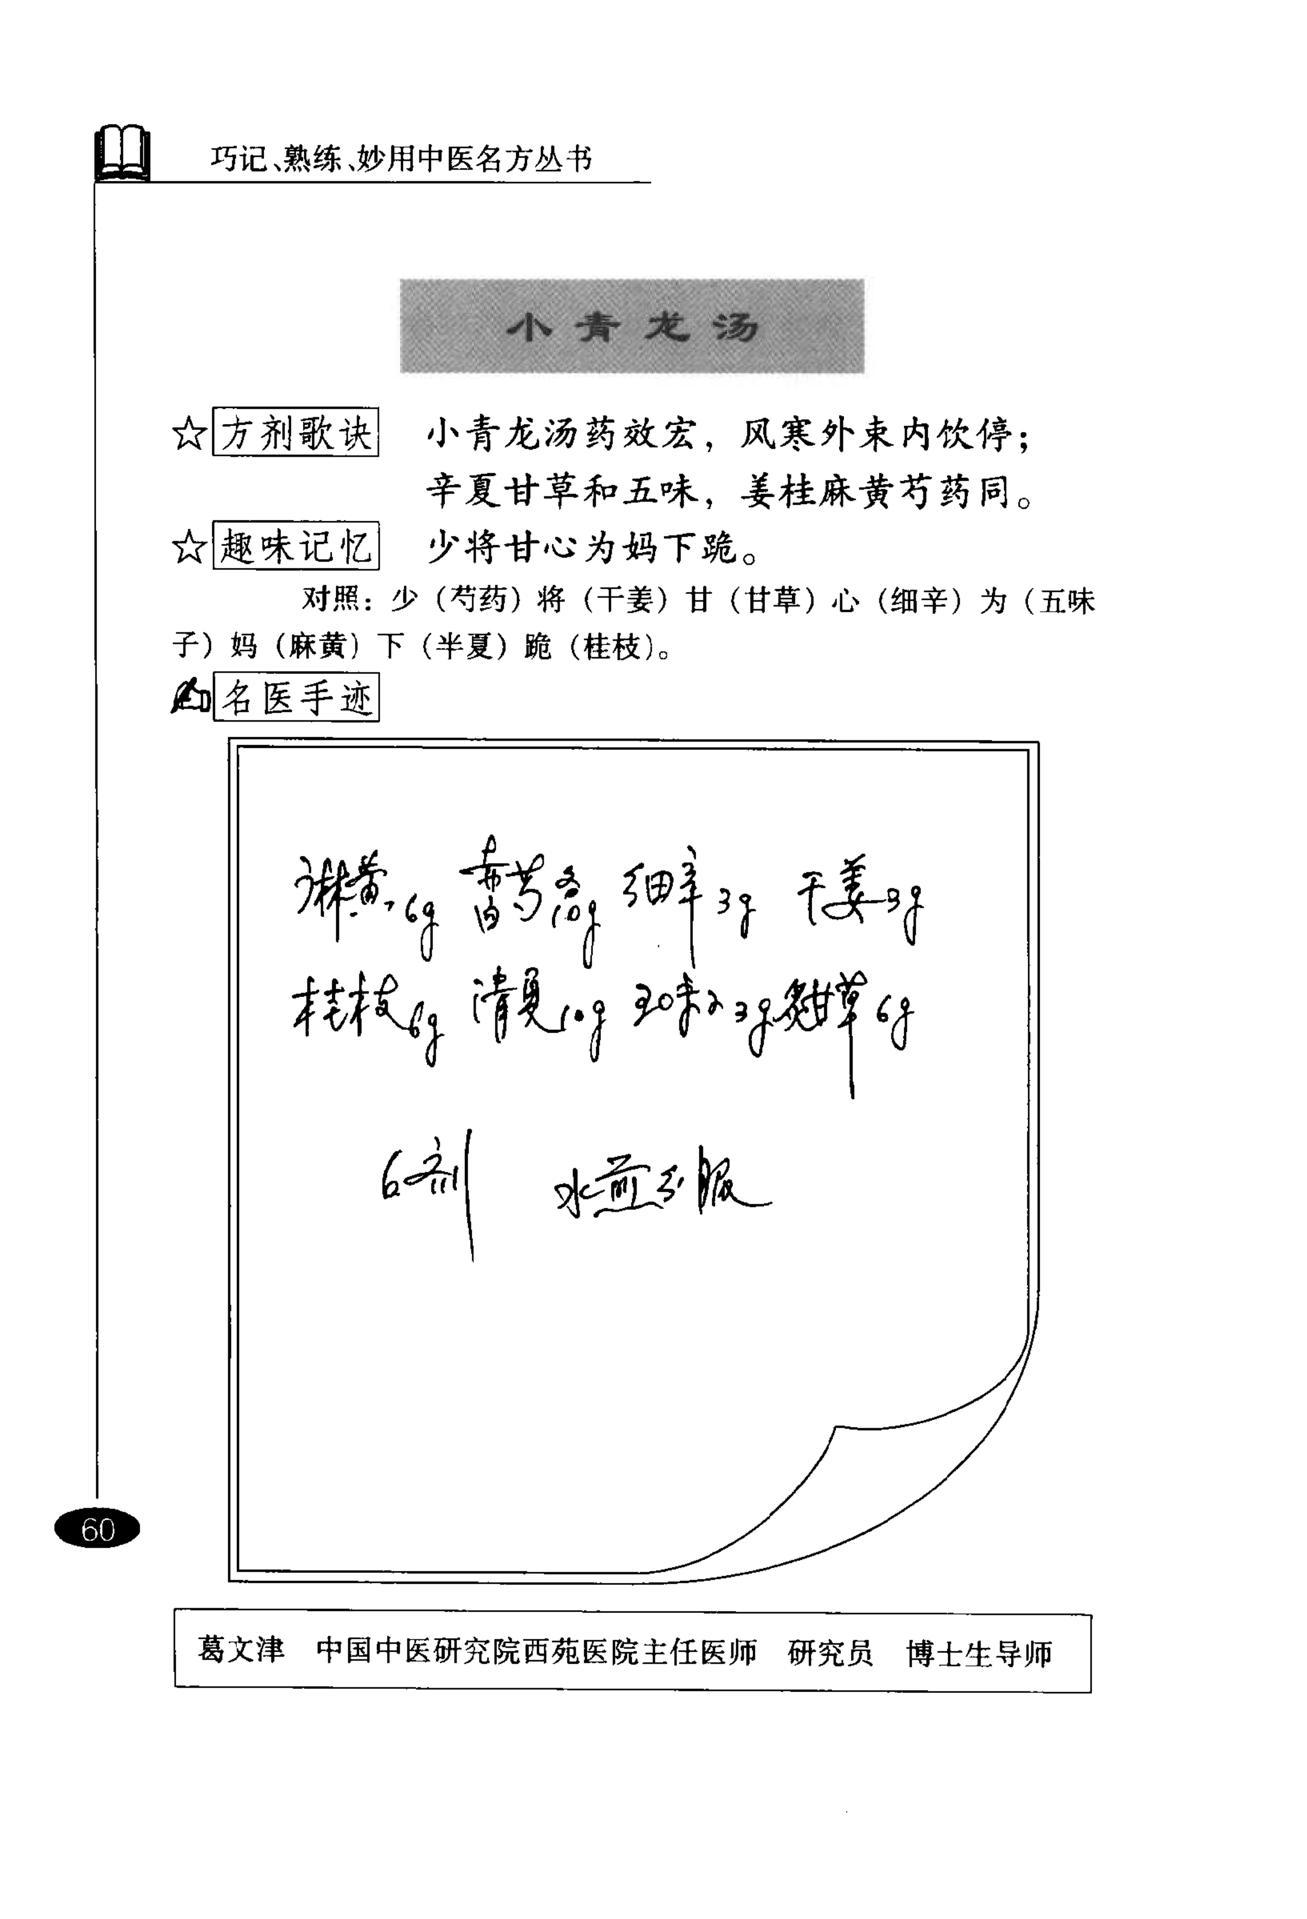 巧记、熟练、妙用中医名方丛书
小青龙汤
☆方剂歌诀 小青龙汤药效宏，风寒外束内饮停；
辛夏甘草和五味，姜桂麻黄芍药同。
☆趣味记忆 少将甘心为妈下跪。
对照：少（芍药）将（干姜）甘（甘草）心（细辛）为（五味
子）妈（麻黄）下（半夏）跪（桂枝）。
名医手迹
麻黄6g 赤白芍各10g 细辛3g 干姜3g
桂枝6g 清夏10g 五味子3g 炙甘草6g
6剂 水煎分服
60
葛文津 中国中医研究院西苑医院主任医师 研究员 博士生导师